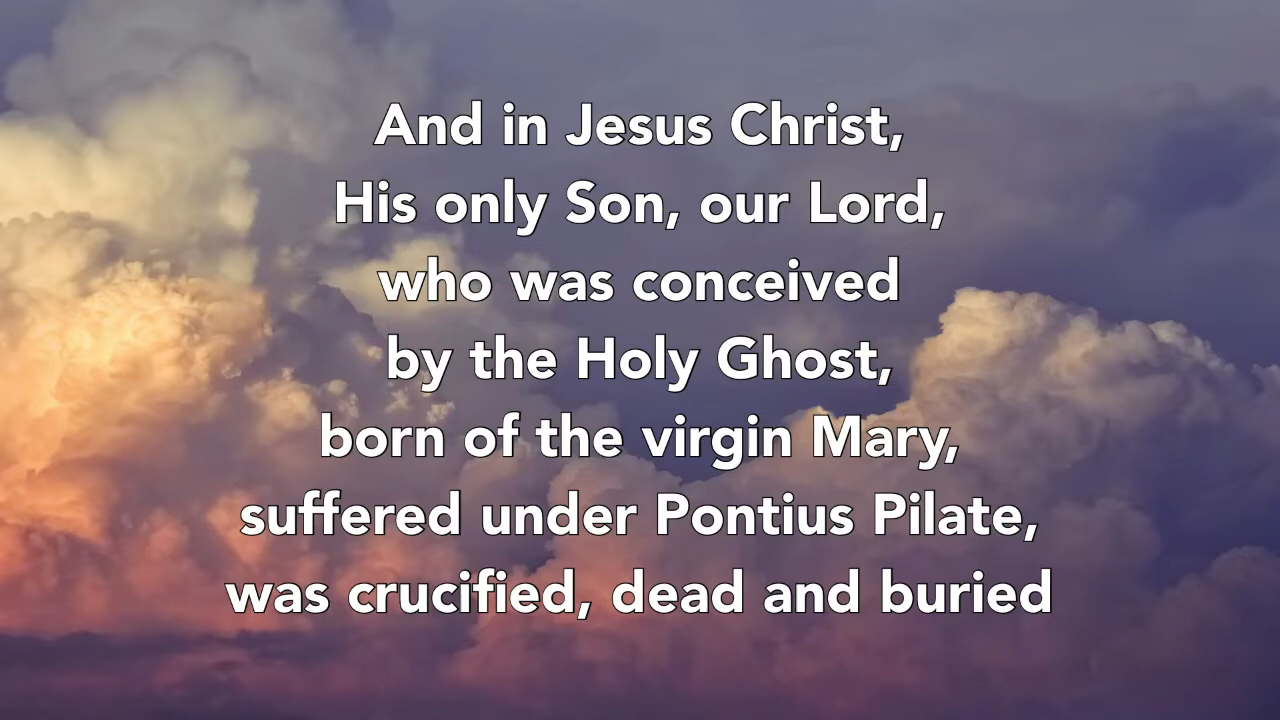 And in Jesus Christ,
His only Son, our Lord,
who was conceived
by the Holy Ghost,
born of the virgin Mary,
suffered under Pontius Pilate,
was crucified, dead and buried